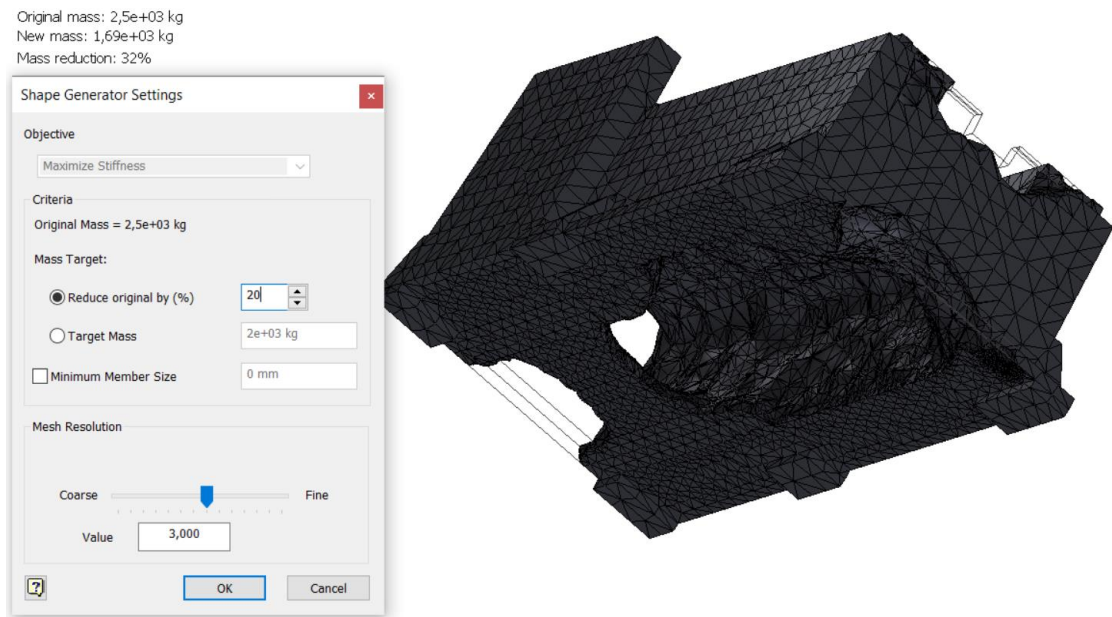 Original mass: 2,5e+03 kg
New mass: 1,69e+03 kg
Mass reduction: 32%
Shape Generator Settings
Objective
Maximize Stiffness
Criteria
Original Mass = 2,5e+03 kg
Mass Target:
Reduce original by (%) 20
Target Mass 2e+03 kg
Minimum Member Size 0 mm
Mesh Resolution
Coarse Fine
Value 3,000
OK Cancel